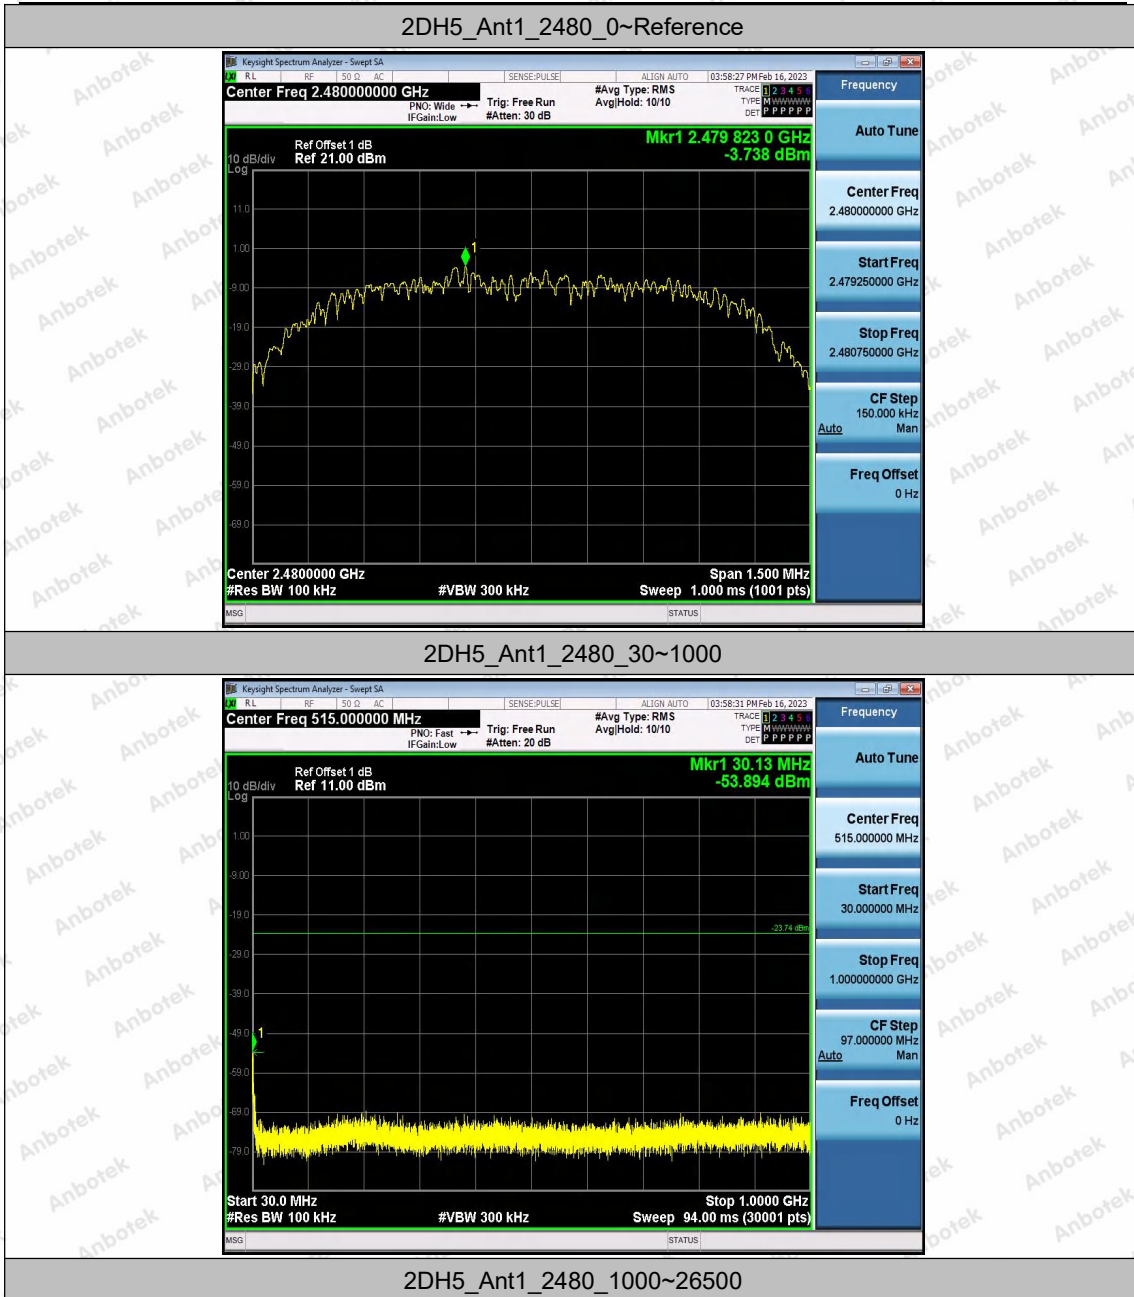 2DH5_Ant1_2480_0~Reference
Keysight Spectrum Analyzer - Swept SA
LXI RL RF 50 Ω AC SENSE:PULSE ALIGN AUTO 03:58:27 PM Feb 16, 2023
Center Freq 2.480000000 GHz
PNO: Wide
IFGain:Low
Trig: Free Run
#Atten: 30 dB
#Avg Type: RMS
Avg|Hold: 10/10
TRACE 1 2 3 4 5 6
TYPE M WWWWW
DET P P P P P P
Mkr1 2.479 823 0 GHz
-3.738 dBm
Ref Offset 1 dB
10 dB/div Ref 21.00 dBm
Log
11.0
1.00
-9.00
-19.0
-29.0
-39.0
-49.0
-59.0
-69.0
1
Center 2.4800000 GHz Span 1.500 MHz
#Res BW 100 kHz #VBW 300 kHz Sweep 1.000 ms (1001 pts)
MSG STATUS
Frequency
Auto Tune
Center Freq
2.480000000 GHz
Start Freq
2.479250000 GHz
Stop Freq
2.480750000 GHz
CF Step
150.000 kHz
Auto Man
Freq Offset
0 Hz
2DH5_Ant1_2480_30~1000
Keysight Spectrum Analyzer - Swept SA
LXI RL RF 50 Ω AC SENSE:PULSE ALIGN AUTO 03:58:31 PM Feb 16, 2023
Center Freq 515.000000 MHz
PNO: Fast
IFGain:Low
Trig: Free Run
#Atten: 20 dB
#Avg Type: RMS
Avg|Hold: 10/10
TRACE 1 2 3 4 5 6
TYPE M WWWWW
DET P P P P P P
Mkr1 30.13 MHz
-53.894 dBm
Ref Offset 1 dB
10 dB/div Ref 11.00 dBm
Log
1.00
-9.00
-19.0
-23.74 dBm
-29.0
-39.0
-49.0
-59.0
-69.0
-79.0
1
Start 30.0 MHz Stop 1.0000 GHz
#Res BW 100 kHz #VBW 300 kHz Sweep 94.00 ms (30001 pts)
MSG STATUS
Frequency
Auto Tune
Center Freq
515.000000 MHz
Start Freq
30.000000 MHz
Stop Freq
1.000000000 GHz
CF Step
97.000000 MHz
Auto Man
Freq Offset
0 Hz
2DH5_Ant1_2480_1000~26500
Anbotek